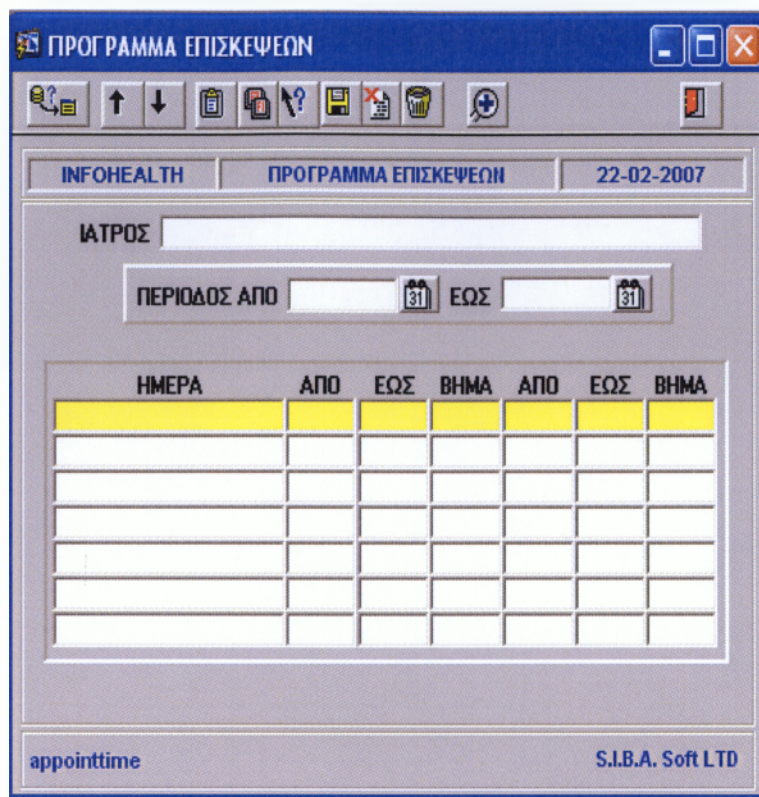 ΠΡΟΓΡΑΜΜΑ ΕΠΙΣΚΕΨΕΩΝ
INFOHEALTH ΠΡΟΓΡΑΜΜΑ ΕΠΙΣΚΕΨΕΩΝ 22-02-2007
ΙΑΤΡΟΣ
ΠΕΡΙΟΔΟΣ ΑΠΟ 31 ΕΩΣ 31
ΗΜΕΡΑ ΑΠΟ ΕΩΣ ΒΗΜΑ ΑΠΟ ΕΩΣ ΒΗΜΑ
appointtime S.I.B.A. Soft LTD